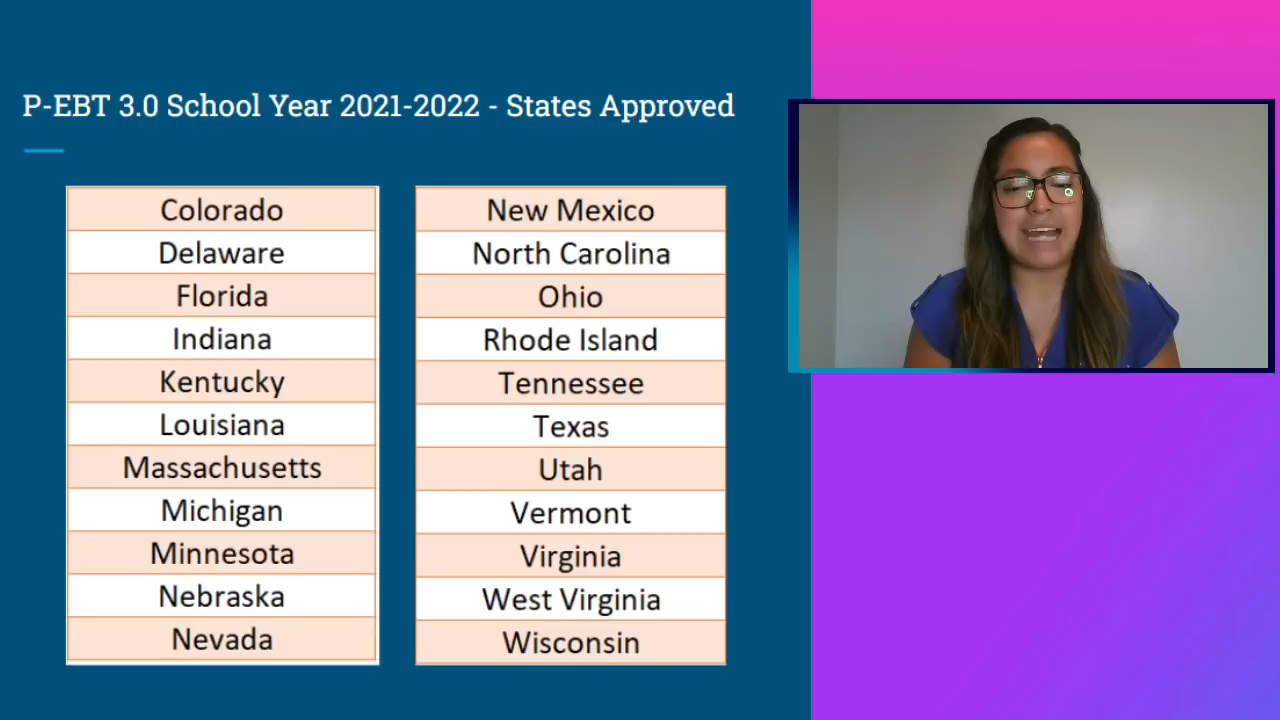 P-EBT 3.0 School Year 2021-2022 - States Approved
Colorado
Delaware
Florida
Indiana
Kentucky
Louisiana
Massachusetts
Michigan
Minnesota
Nebraska
Nevada
New Mexico
North Carolina
Ohio
Rhode Island
Tennessee
Texas
Utah
Vermont
Virginia
West Virginia
Wisconsin